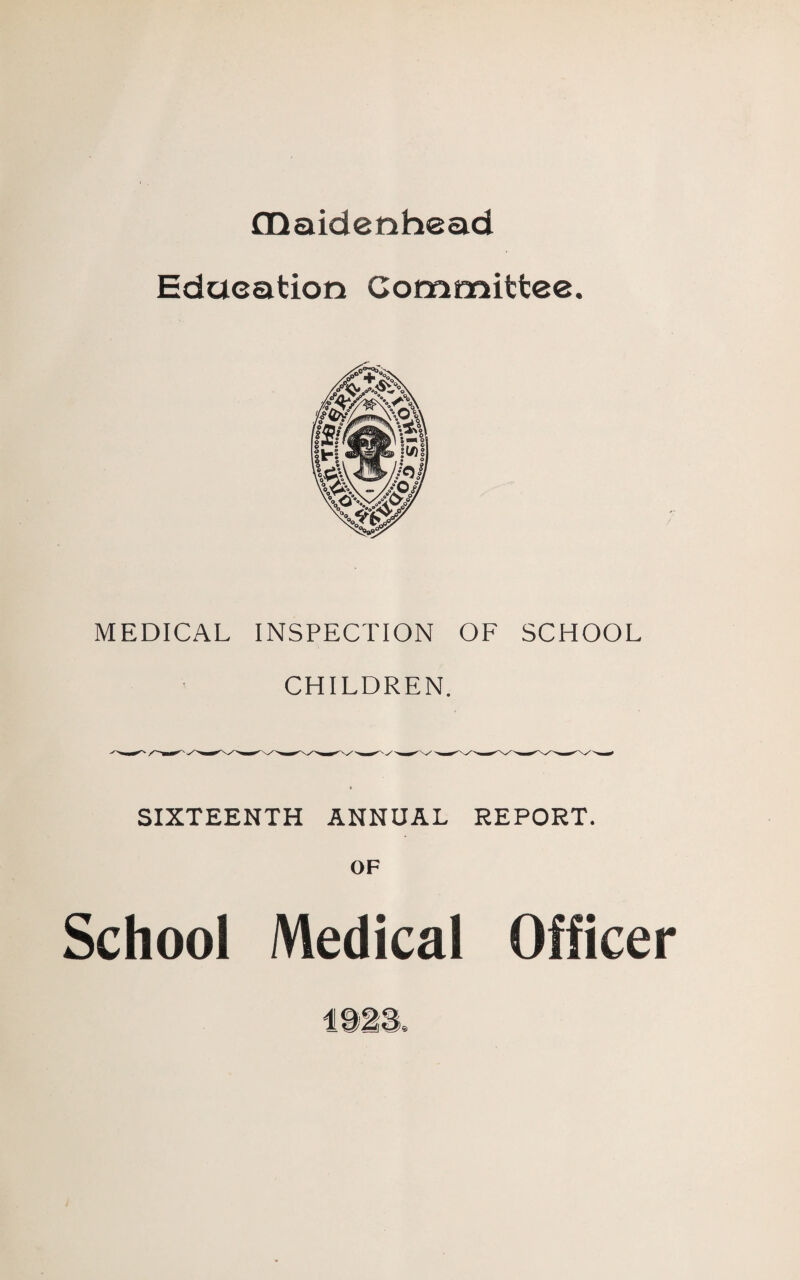 Maidenhead
Education Committee.
MEDICAL INSPECTION OF SCHOOL
CHILDREN.
SIXTEENTH ANNUAL REPORT.
OF
School Medical Officer
1923.